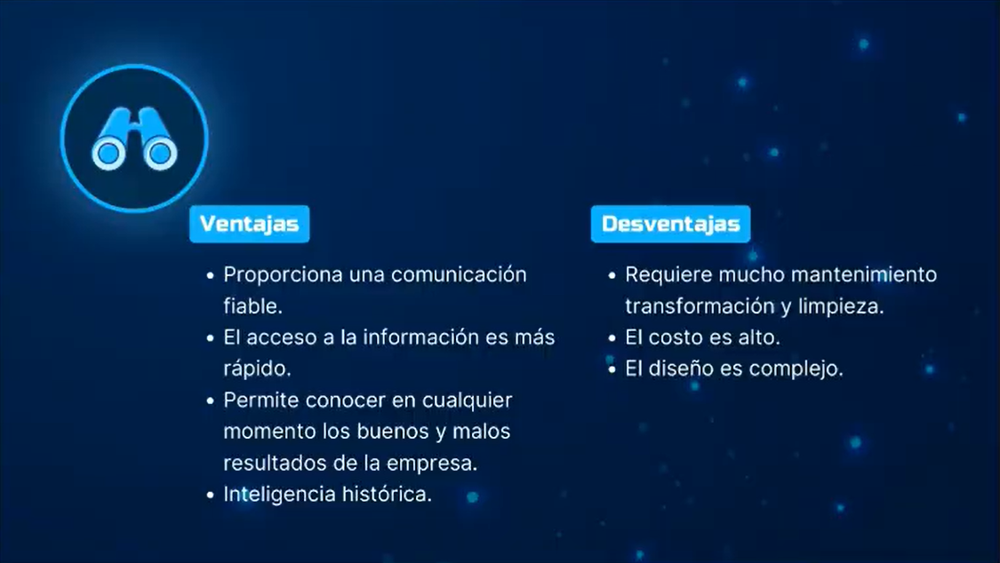 Ventajas
• Proporciona una comunicación
fiable.
• El acceso a la información es más
rápido.
• Permite conocer en cualquier
momento los buenos y malos
resultados de la empresa.
• Inteligencia histórica.
Desventajas
• Requiere mucho mantenimiento
transformación y limpieza.
• El costo es alto.
• El diseño es complejo.